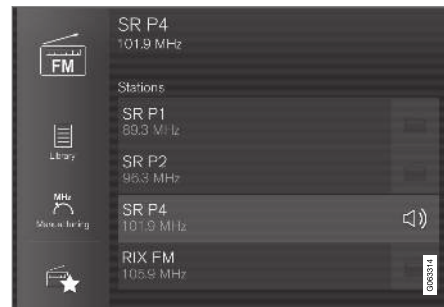 SR P4
101.9 MHz
FM
Stations
SR P1
89.3 MHz
SR P2
96.3 MHz
Library
SR P4
101.9 MHz
MHz
Manual tuning
RIX FM
105.9 MHz
G063314